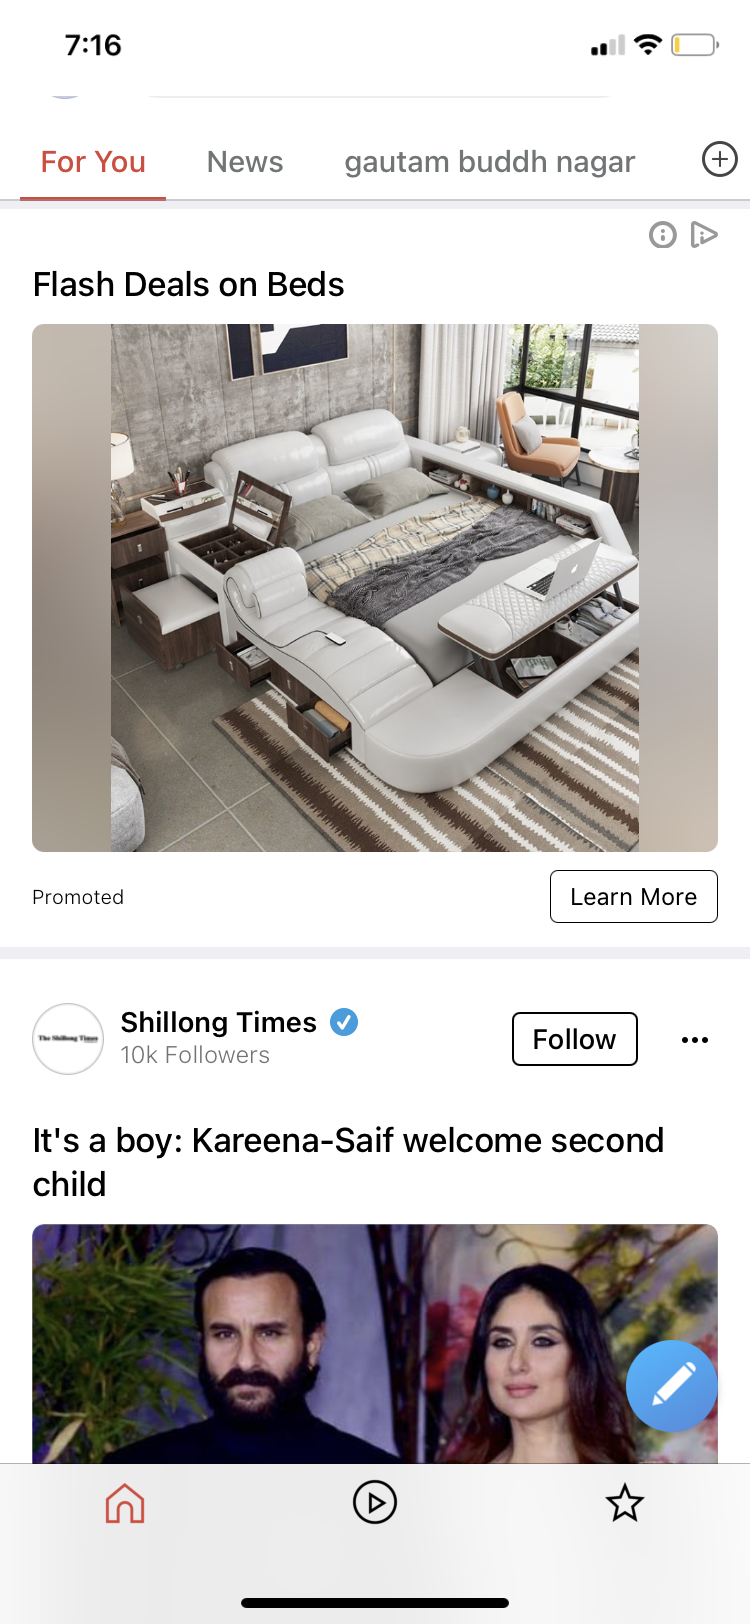 7:16
For You
News
gautam buddh nagar
Flash Deals on Beds
Promoted
Learn More
The Shillong Times
Shillong Times
10k Followers
Follow
It's a boy: Kareena-Saif welcome second
child